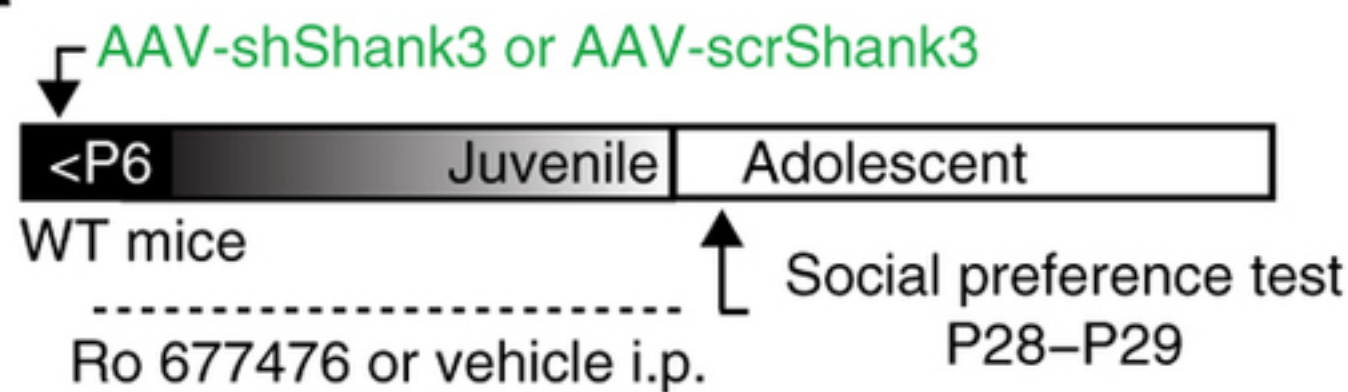 AAV-shShank3 or AAV-scrShank3
<P6 Juvenile Adolescent
WT mice
Social preference test
P28–P29
Ro 677476 or vehicle i.p.